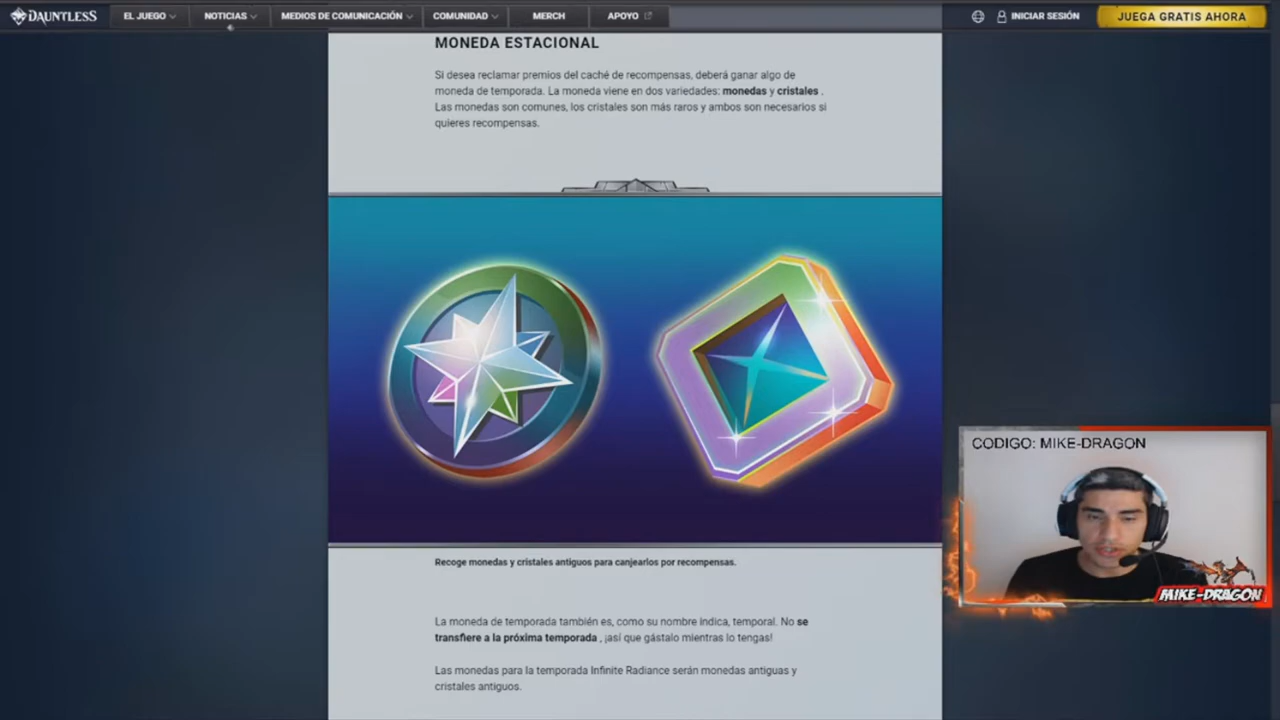 DAUNTLESS
EL JUEGO
NOTICIAS
MEDIOS DE COMUNICACIÓN
COMUNIDAD
MERCH
APOYO
INICIAR SESIÓN
JUEGA GRATIS AHORA
MONEDA ESTACIONAL
Si desea reclamar premios del caché de recompensas, deberá ganar algo de
moneda de temporada. La moneda viene en dos variedades: monedas y cristales .
Las monedas son comunes, los cristales son más raros y ambos son necesarios si
quieres recompensas.
CODIGO: MIKE-DRAGON
MIKE-DRAGON
Recoge monedas y cristales antiguos para canjearlos por recompensas.
La moneda de temporada también es, como su nombre indica, temporal. No se
transfiere a la próxima temporada , ¡así que gástalo mientras lo tengas!
Las monedas para la temporada Infinite Radiance serán monedas antiguas y
cristales antiguos.